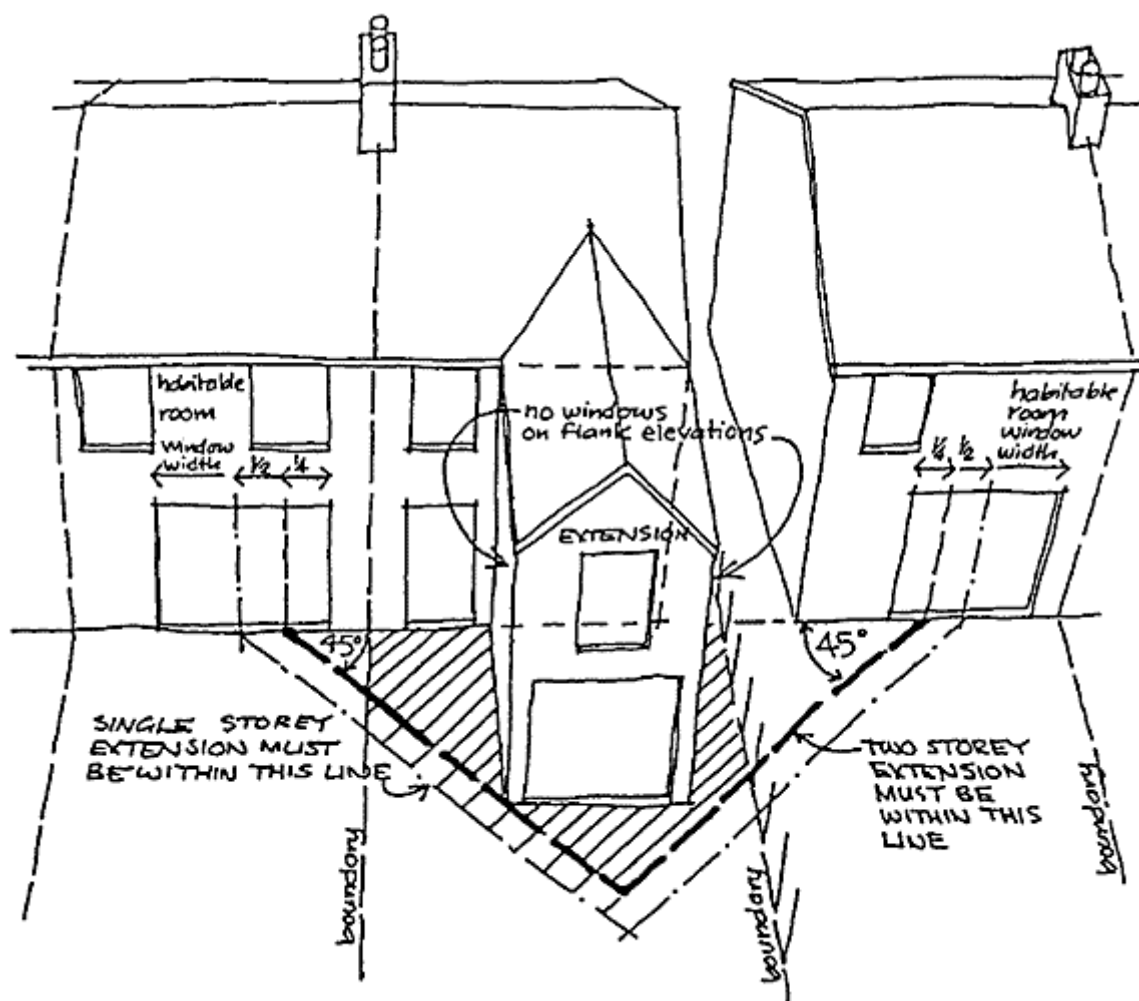 habitable
room
window
width
½
¼
no windows
on flank elevations
habitable
room
window
width
¼
½
EXTENSION
45°
45°
SINGLE STOREY
EXTENSION MUST
BE WITHIN THIS LINE
TWO STOREY
EXTENSION
MUST BE
WITHIN THIS
LINE
boundary
boundary
boundary